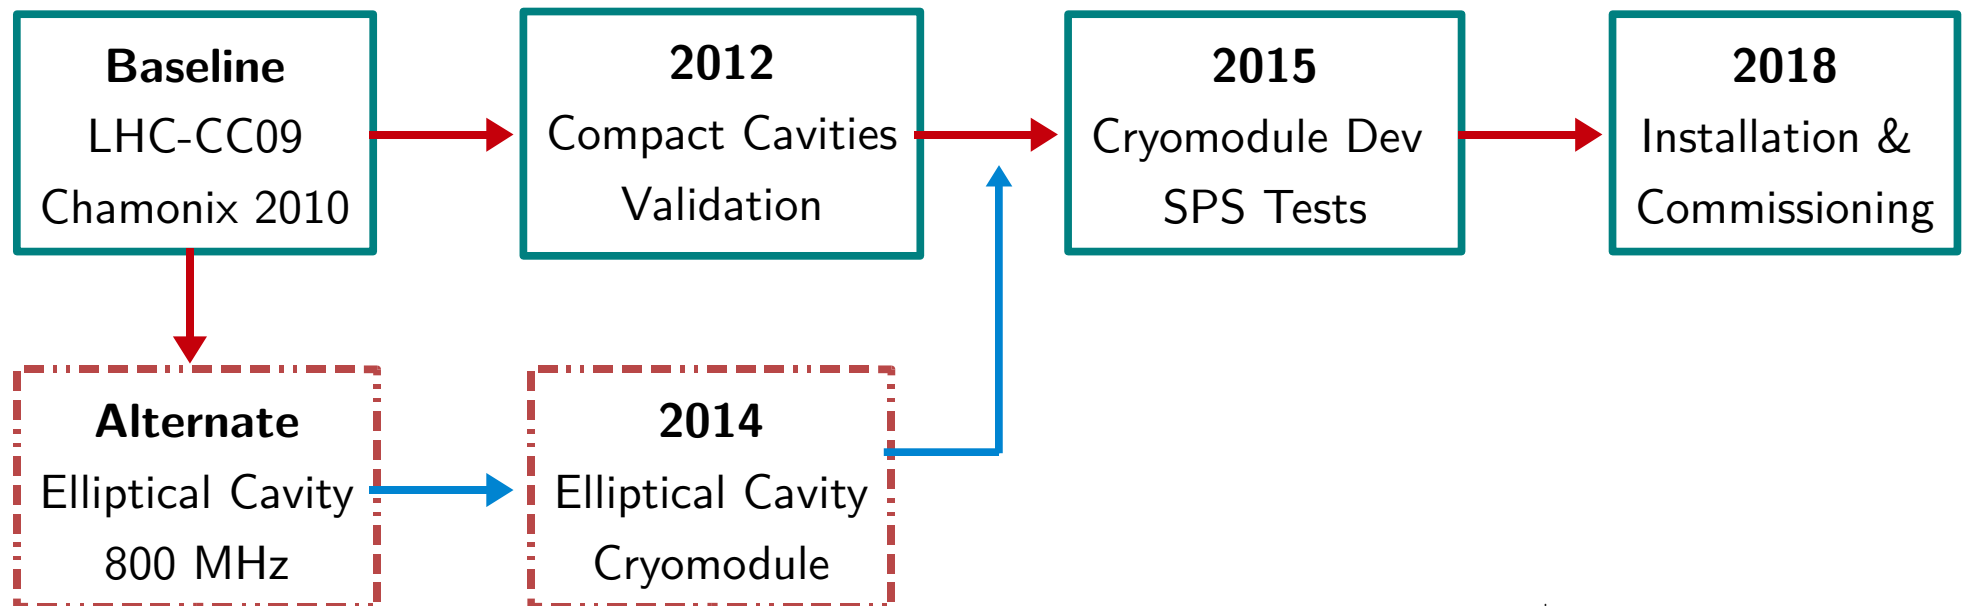 Baseline
LHC-CC09
Chamonix 2010
2012
Compact Cavities
Validation
2015
Cryomodule Dev
SPS Tests
2018
Installation &
Commissioning
Alternate
Elliptical Cavity
800 MHz
2014
Elliptical Cavity
Cryomodule